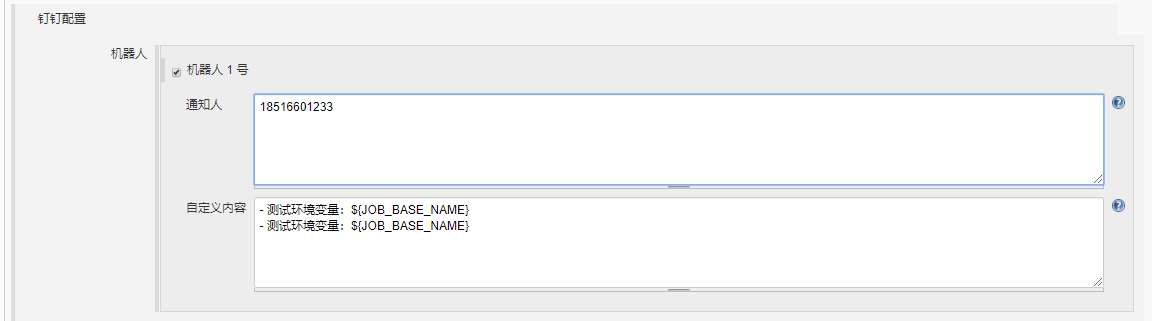 钉钉配置
机器人
机器人 1 号
通知人
18516601233
自定义内容
- 测试环境变量：${JOB_BASE_NAME}
- 测试环境变量：${JOB_BASE_NAME}